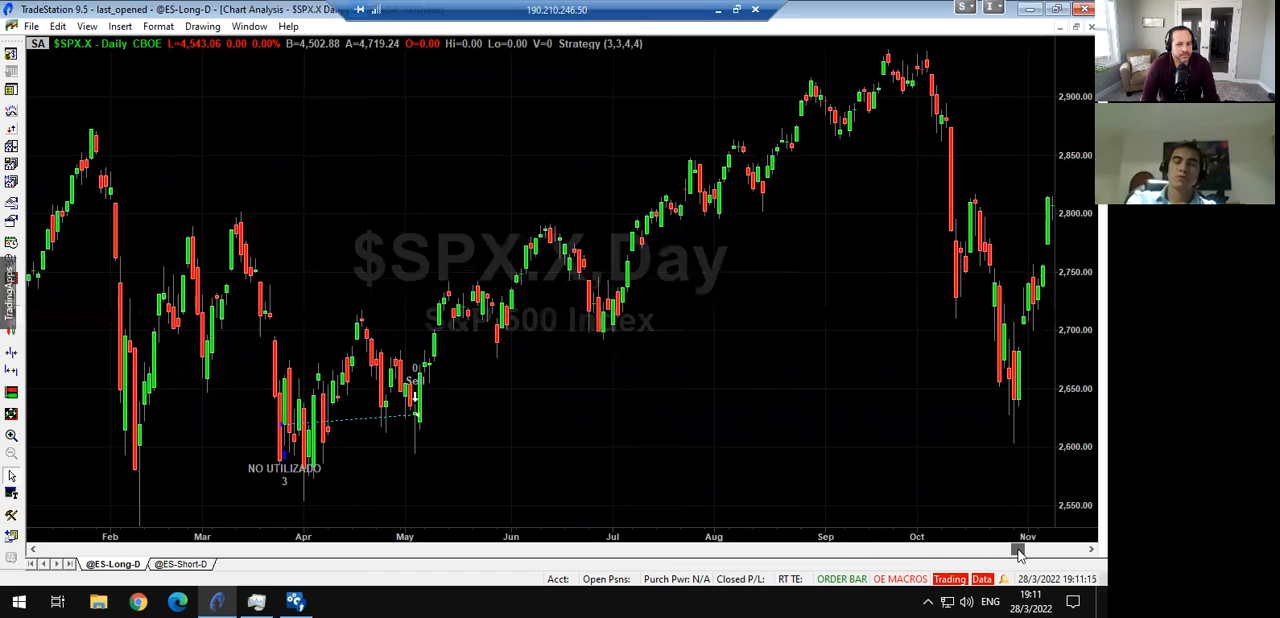 TradeStation 9.5 - last_opened - @ES-Long-D - [Chart Analysis - $SPX.X Da
190.210.246.50
File Edit View Insert Format Drawing Window Help
SA $SPX.X - Daily CBOE L=4,543.06 0.00 0.00% B=4,502.88 A=4,719.24 O=0.00 Hi=0.00 Lo=0.00 V=0 Strategy (3,3,4,4)
2,900.00
2,850.00
2,800.00
$SPX.X,Day
S&P 500 Index
2,750.00
2,700.00
2,650.00
2,600.00
2,550.00
0
Sell
NO UTILIZADO
3
Feb Mar Apr May Jun Jul Aug Sep Oct Nov
TradingApps
@ES-Long-D @ES-Short-D
Acct: Open Psns: Purch Pwr: N/A Closed P/L: RT TE: ORDER BAR OE MACROS Trading Data 28/3/2022 19:11:15
ENG
19:11
28/3/2022